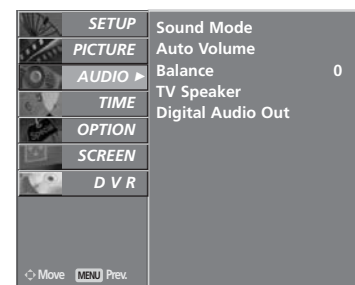 SETUP
PICTURE
AUDIO ►
TIME
OPTION
SCREEN
D V R
Sound Mode
Auto Volume
Balance 0
TV Speaker
Digital Audio Out
Move MENU Prev.